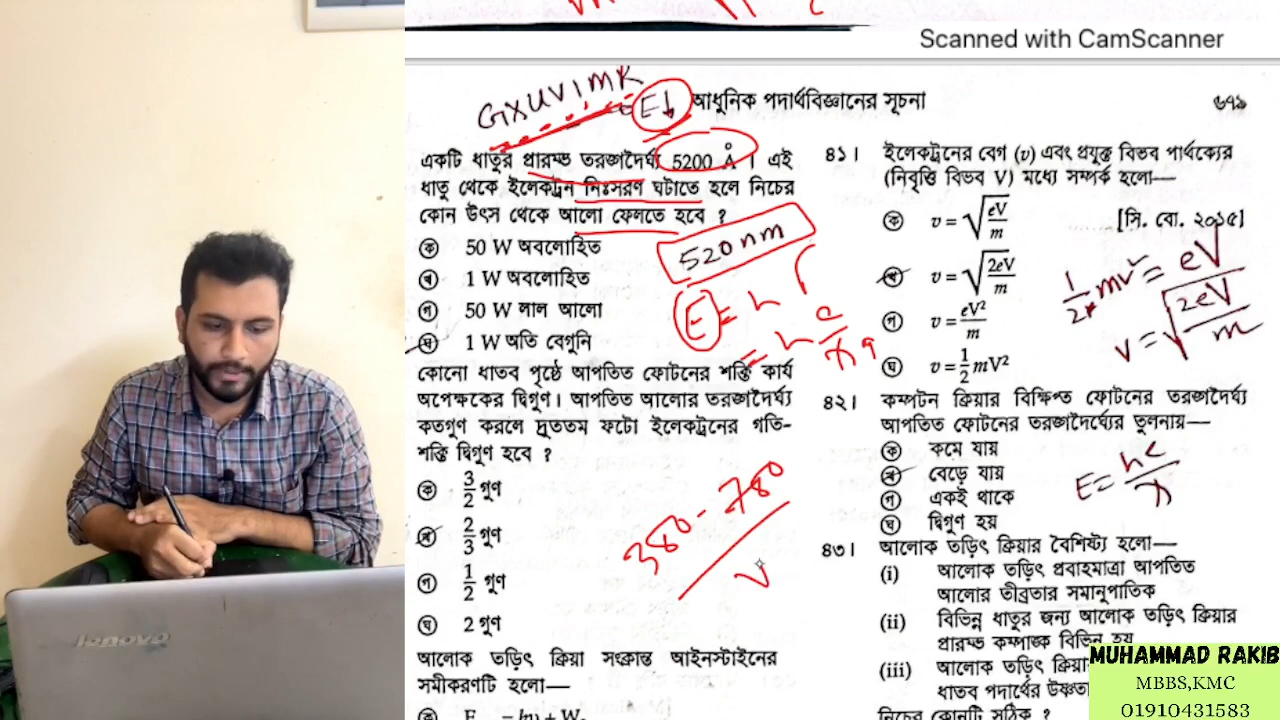 Scanned with CamScanner
GXUVIMR
E↓
আধুনিক পদার্থবিজ্ঞানের সূচনা
৬৭৯
একটি ধাতুর প্রারম্ভ তরঙ্গদৈর্ঘ্য 5200 Å । এই
ধাতু থেকে ইলেকট্রন নিঃসরণ ঘটাতে হলে নিচের
কোন উৎস থেকে আলো ফেলতে হবে ?
ক 50 W অবলোহিত
খ 1 W অবলোহিত
গ 50 W লাল আলো
ঘ 1 W অতি বেগুনি
520nm
E = h
= h c/λ
কোনো ধাতব পৃষ্ঠে আপতিত ফোটনের শক্তি কার্য
অপেক্ষকের দ্বিগুণ। আপতিত আলোর তরঙ্গদৈর্ঘ্য
কতগুণ করলে দ্রুততম ফটো ইলেকট্রনের গতি-
শক্তি দ্বিগুণ হবে ?
ক 3/2 গুণ
খ 2/3 গুণ
গ 1/2 গুণ
ঘ 2 গুণ
380 - 780
V
আলোক তড়িৎ ক্রিয়া সংক্রান্ত আইনস্টাইনের
সমীকরণটি হলো—
৪১। ইলেকট্রনের বেগ (v) এবং প্রযুক্ত বিভব পার্থক্যের
(নিবৃত্তি বিভব V) মধ্যে সম্পর্ক হলো—
[সি. বো. ২০১৫]
ক v = √eV/m
খ v = √2eV/m
গ v = eV²/m
ঘ v = 1/2 mV²
1/2 mv² = eV
v = √2eV/m
৪২। কম্পটন ক্রিয়ার বিক্ষিপ্ত ফোটনের তরঙ্গদৈর্ঘ্য
আপতিত ফোটনের তরঙ্গদৈর্ঘ্যের তুলনায়—
ক কমে যায়
খ বেড়ে যায়
গ একই থাকে
ঘ দ্বিগুণ হয়
E = hc/λ
৪৩। আলোক তড়িৎ ক্রিয়ার বৈশিষ্ট্য হলো—
(i) আলোক তড়িৎ প্রবাহমাত্রা আপতিত
আলোর তীব্রতার সমানুপাতিক
(ii) বিভিন্ন ধাতুর জন্য আলোক তড়িৎ ক্রিয়ার
প্রারম্ভ কম্পাঙ্ক বিভিন্ন হয়
(iii) আলোক তড়িৎ ক্রিয়া
ধাতব পদার্থের উষ্ণতা
নিচের কোনটি সঠিক ?
MUHAMMAD RAKIB
MBBS,KMC
01910431583
lenovo